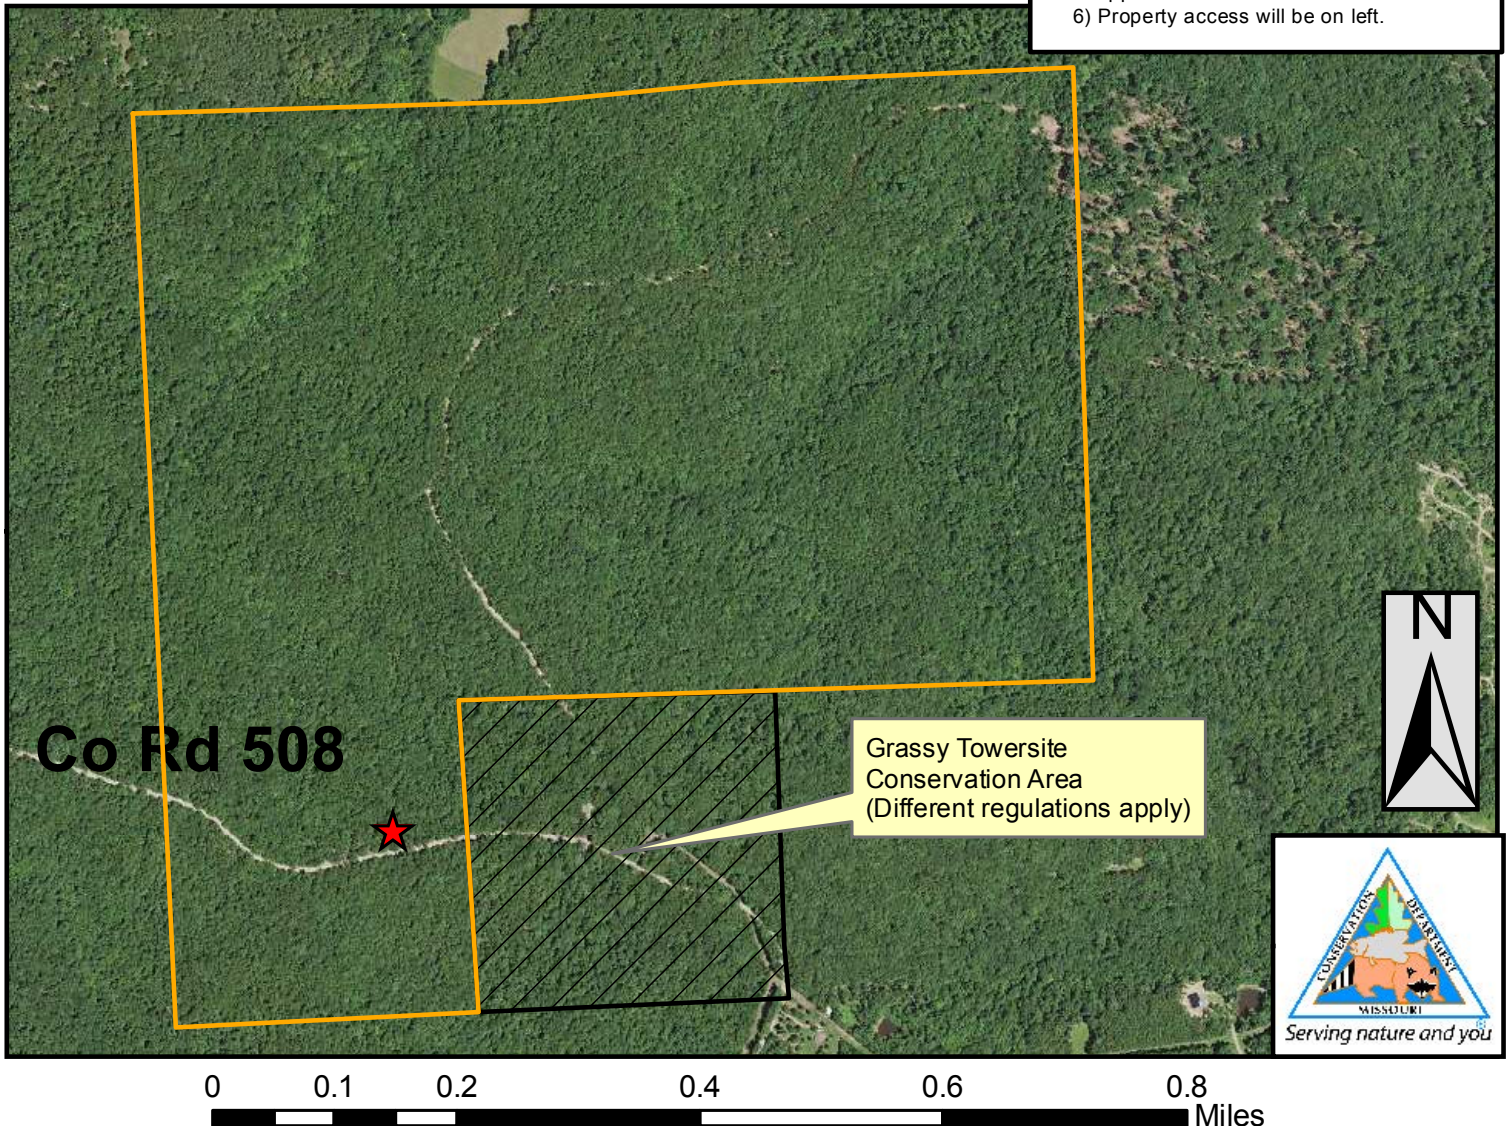 6) Property access will be on left.
Co Rd 508
Grassy Towersite
Conservation Area
(Different regulations apply)
N
CONSERVATION
DEPARTMENT
MISSOURI
Serving nature and you
0 0.1 0.2 0.4 0.6 0.8
Miles